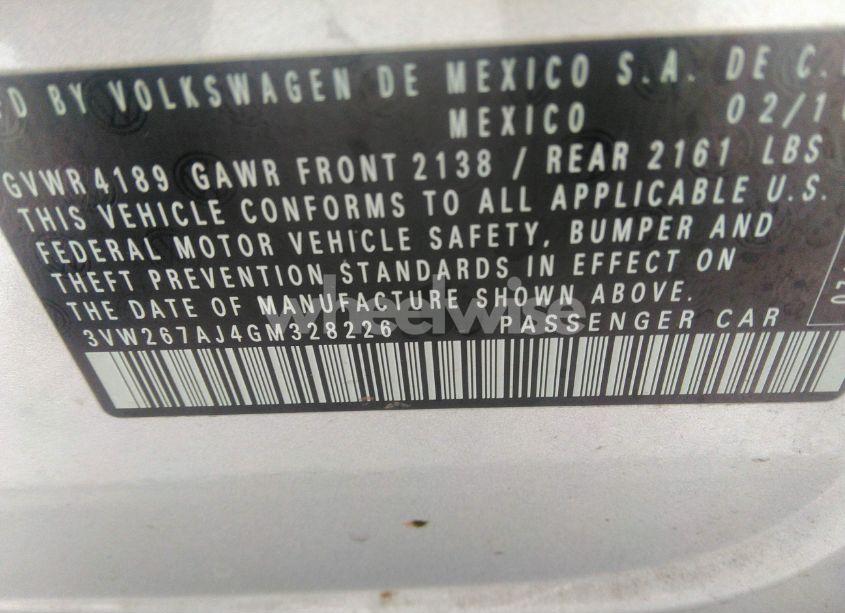 ED BY VOLKSWAGEN DE MEXICO S.A. DE C.
MEXICO 02/1
GVWR 4189 GAWR FRONT 2138 / REAR 2161 LBS
THIS VEHICLE CONFORMS TO ALL APPLICABLE U.S.
FEDERAL MOTOR VEHICLE SAFETY, BUMPER AND
THEFT PREVENTION STANDARDS IN EFFECT ON
THE DATE OF MANUFACTURE SHOWN ABOVE.
3VW267AJ4GM328226 PASSENGER CAR
wheelwise